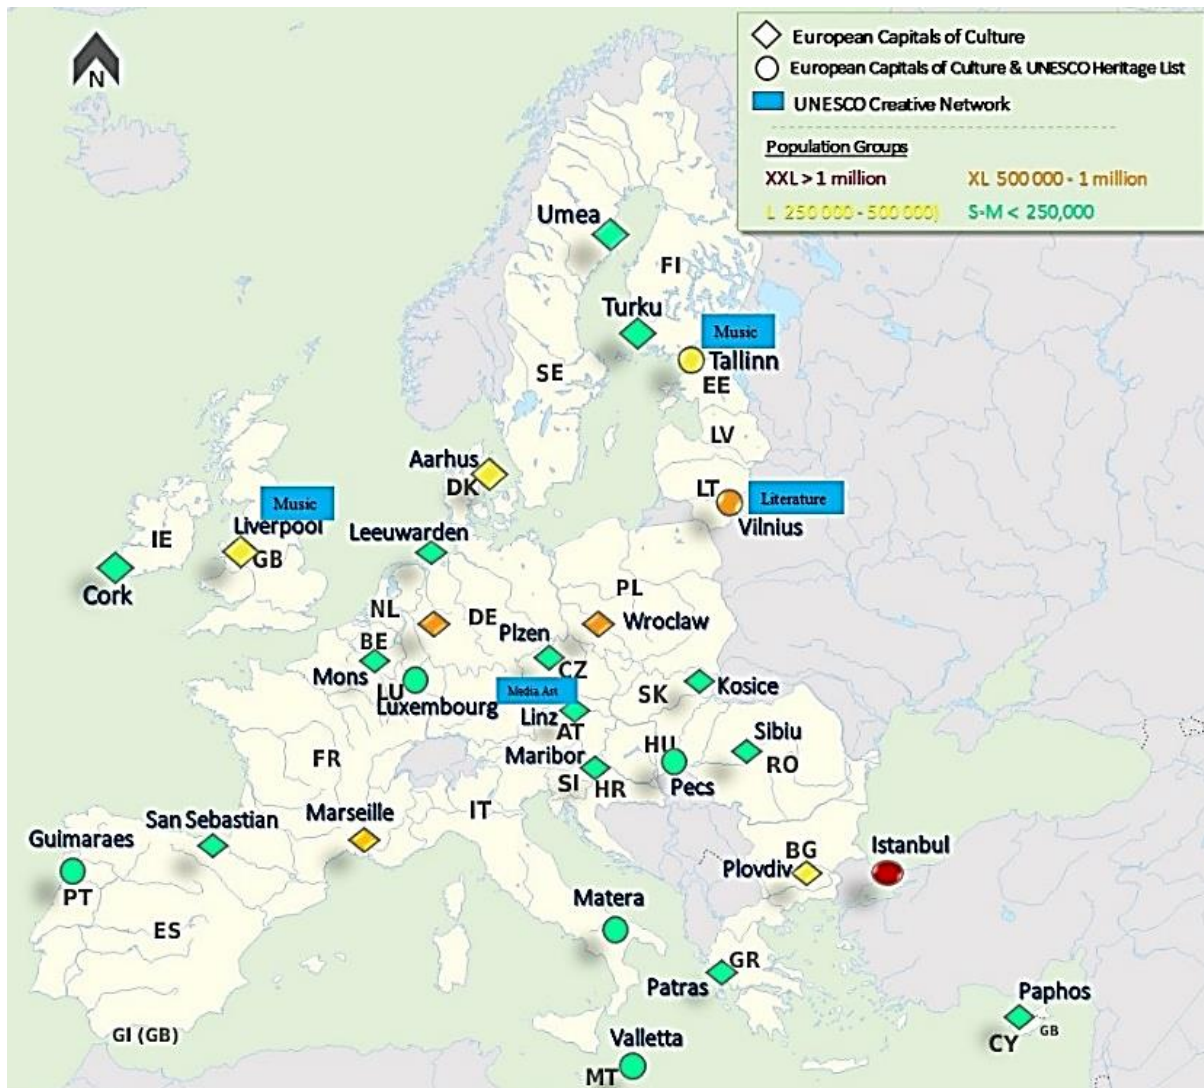 N
European Capitals of Culture
European Capitals of Culture & UNESCO Heritage List
UNESCO Creative Network
Population Groups
XXL > 1 million
XL 500 000 - 1 million
L 250 000 - 500 000)
S-M < 250,000
Umea
FI
Turku
Music
Tallinn
SE
EE
LV
Aarhus
DK
LT
Literature
Vilnius
Music
Liverpool
GB
IE
Cork
Leeuwarden
PL
NL
DE
Wroclaw
Plzen
BE
CZ
Mons
LU
Luxembourg
Media Art
Linz
AT
SK
Kosice
FR
Maribor
SI
HR
HU
Pecs
Sibiu
RO
IT
Marseille
San Sebastian
Guimaraes
PT
ES
BG
Plovdiv
Istanbul
Matera
GR
Patras
Paphos
GB
CY
GI (GB)
Valletta
MT